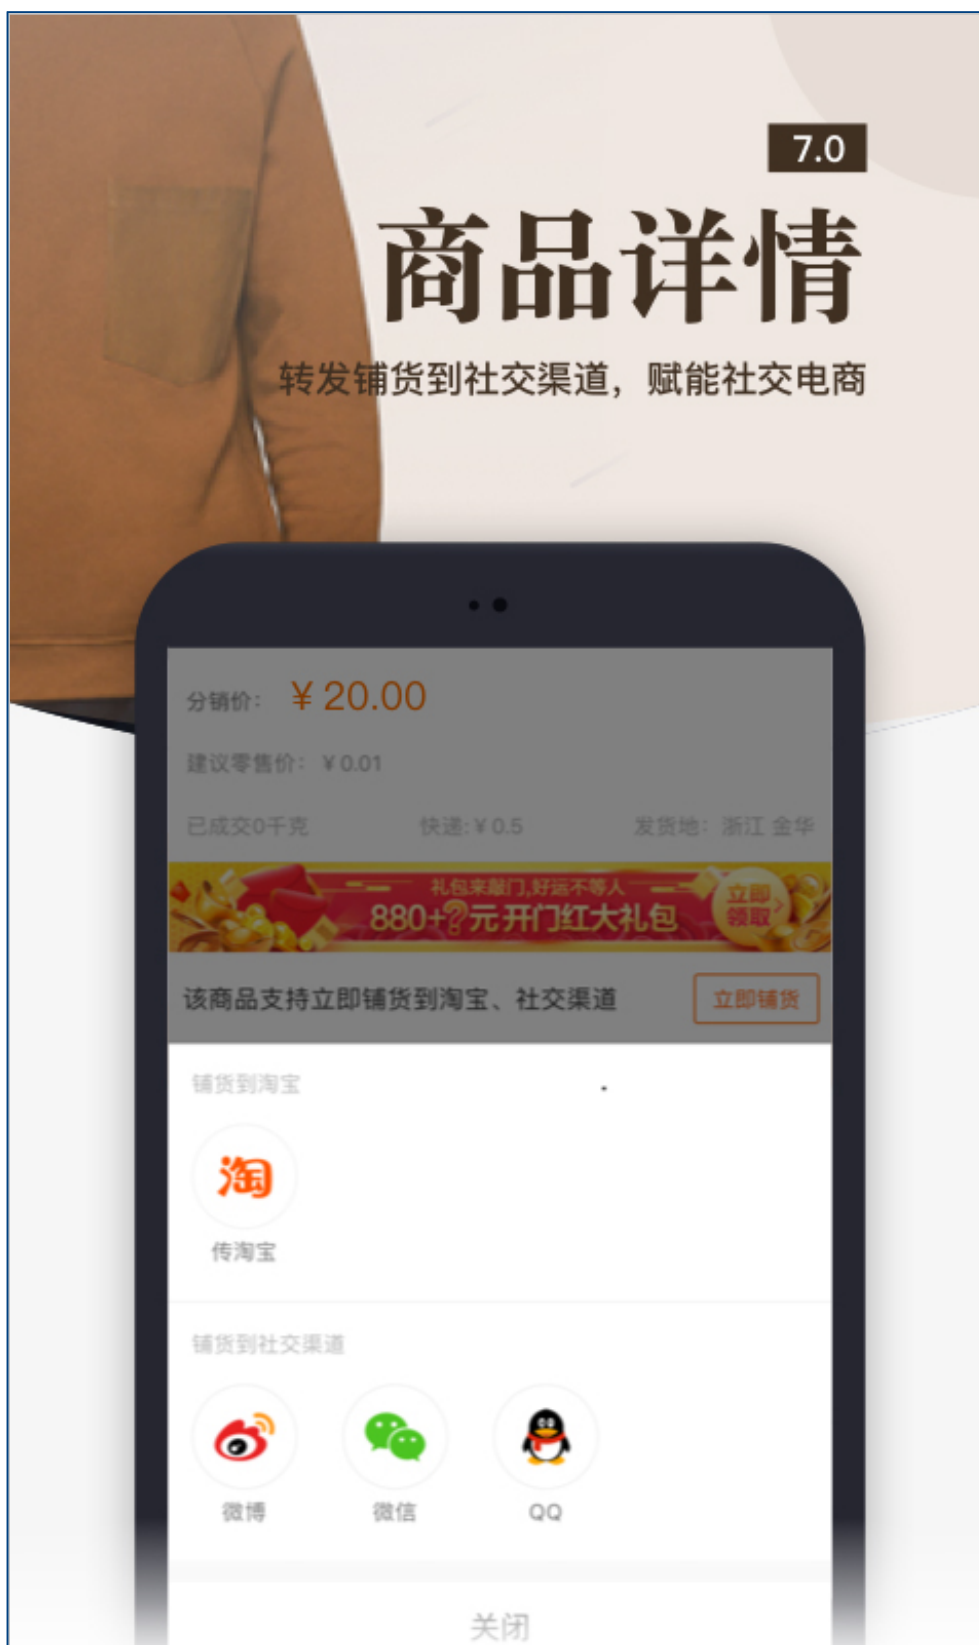 7.0
商品详情
转发铺货到社交渠道，赋能社交电商
分销价： ¥ 20.00
建议零售价： ¥ 0.01
已成交0千克 快递: ¥ 0.5 发货地： 浙江 金华
礼包来敲门,好运不等人
880+?元开门红大礼包
立即
领取
该商品支持立即铺货到淘宝、社交渠道 立即铺货
铺货到淘宝
淘
传淘宝
铺货到社交渠道
微博 微信 QQ
关闭